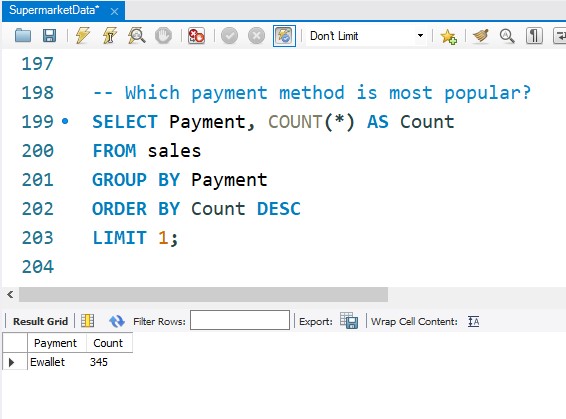 SupermarketData* ×
Don't Limit
197
198 -- Which payment method is most popular?
199 SELECT Payment, COUNT(*) AS Count
200 FROM sales
201 GROUP BY Payment
202 ORDER BY Count DESC
203 LIMIT 1;
204
Result Grid Filter Rows: Export: Wrap Cell Content:
Payment Count
Ewallet 345